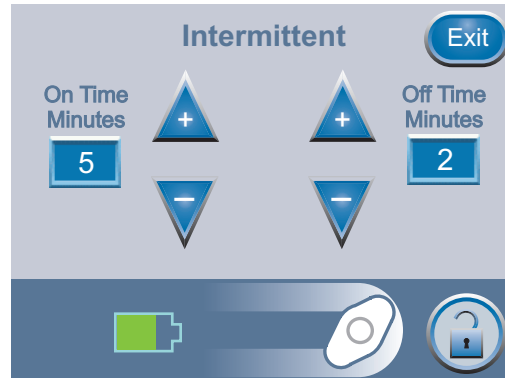 Intermittent
Exit
On Time
Minutes
5
+
−
+
−
Off Time
Minutes
2